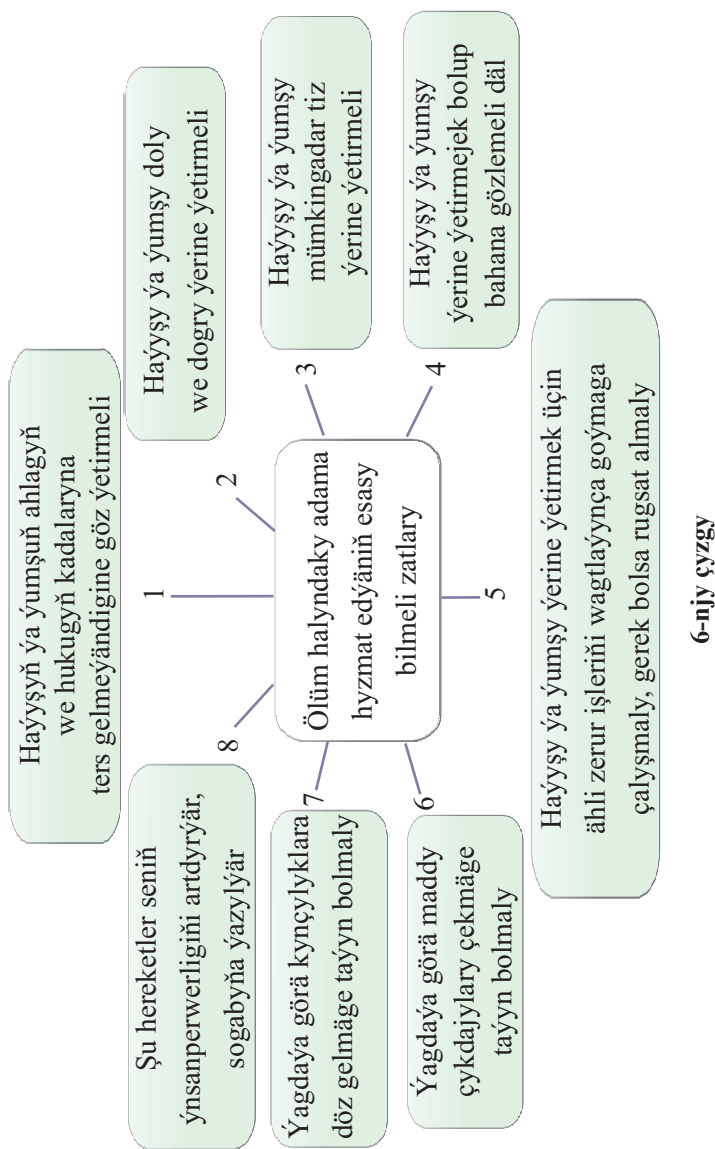 Haýyşyň ýa ýumşuň ahlagyň
we hukugyň kadalaryna
ters gelmeýändigine göz ýetirmeli
1
Haýyşy ýa ýumşy doly
we dogry ýerine ýetirmeli
2
Haýyşy ýa ýumşy
mümkingadar tiz
ýerine ýetirmeli
3
Haýyşy ýa ýumşy
ýerine ýetirmejek bolup
bahana gözlemeli däl
4
Ölüm halyndaky adama
hyzmat edýäniň esasy
bilmeli zatlary
5
Haýyşy ýa ýumşy ýerine ýetirmek üçin
ähli zerur işleriňi wagtlaýynça goýmaga
çalyşmaly, gerek bolsa rugsat almaly
6
Ýagdaýa görä maddy
çykdajylary çekmäge
taýýn bolmaly
7
Ýagdaýa görä kynçylyklara
döz gelmäge taýyn bolmaly
8
Şu hereketler seniň
ýnsanperwerligiňi artdyrýär,
sogabyňa ýazylýär
6-njy çyzgy